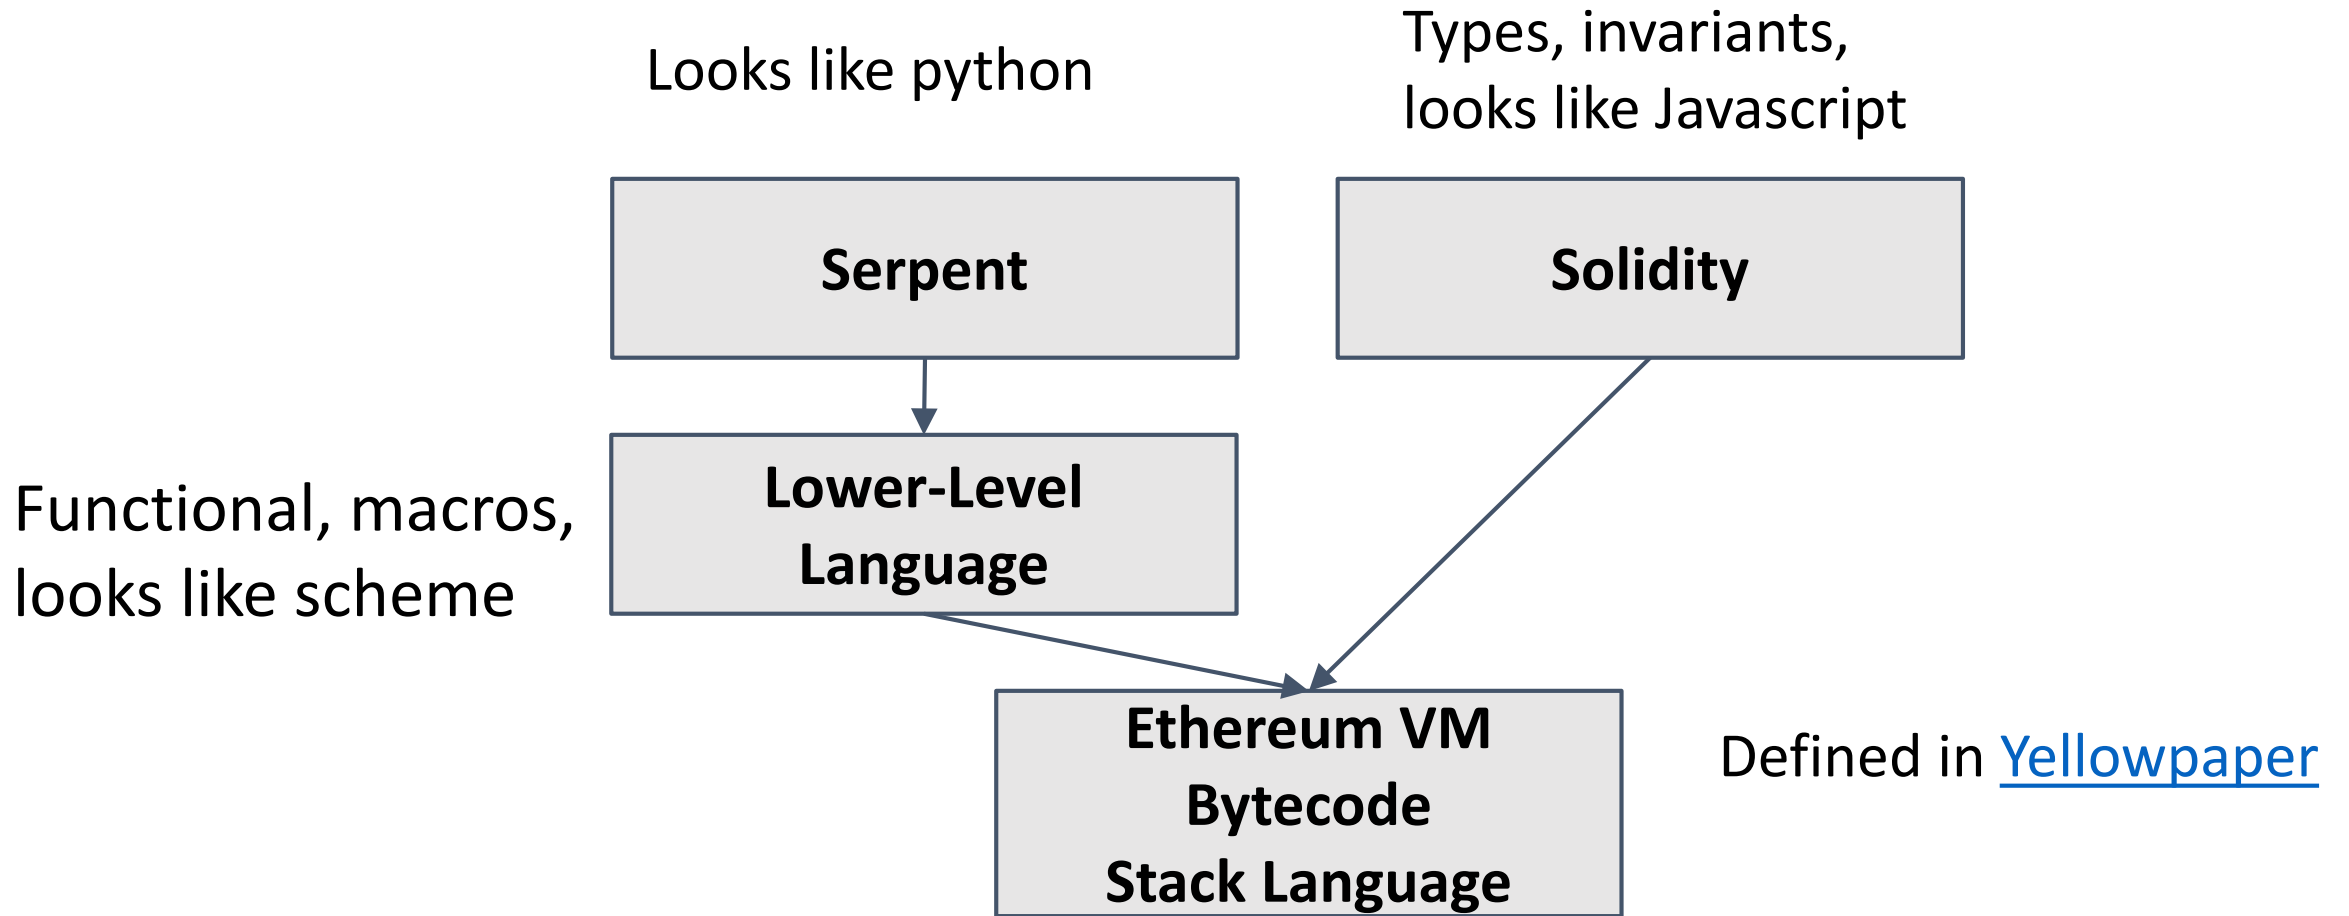 Looks like python
Types, invariants,
looks like Javascript
Serpent
Solidity
Functional, macros,
looks like scheme
Lower-Level
Language
Ethereum VM
Bytecode
Stack Language
Defined in Yellowpaper